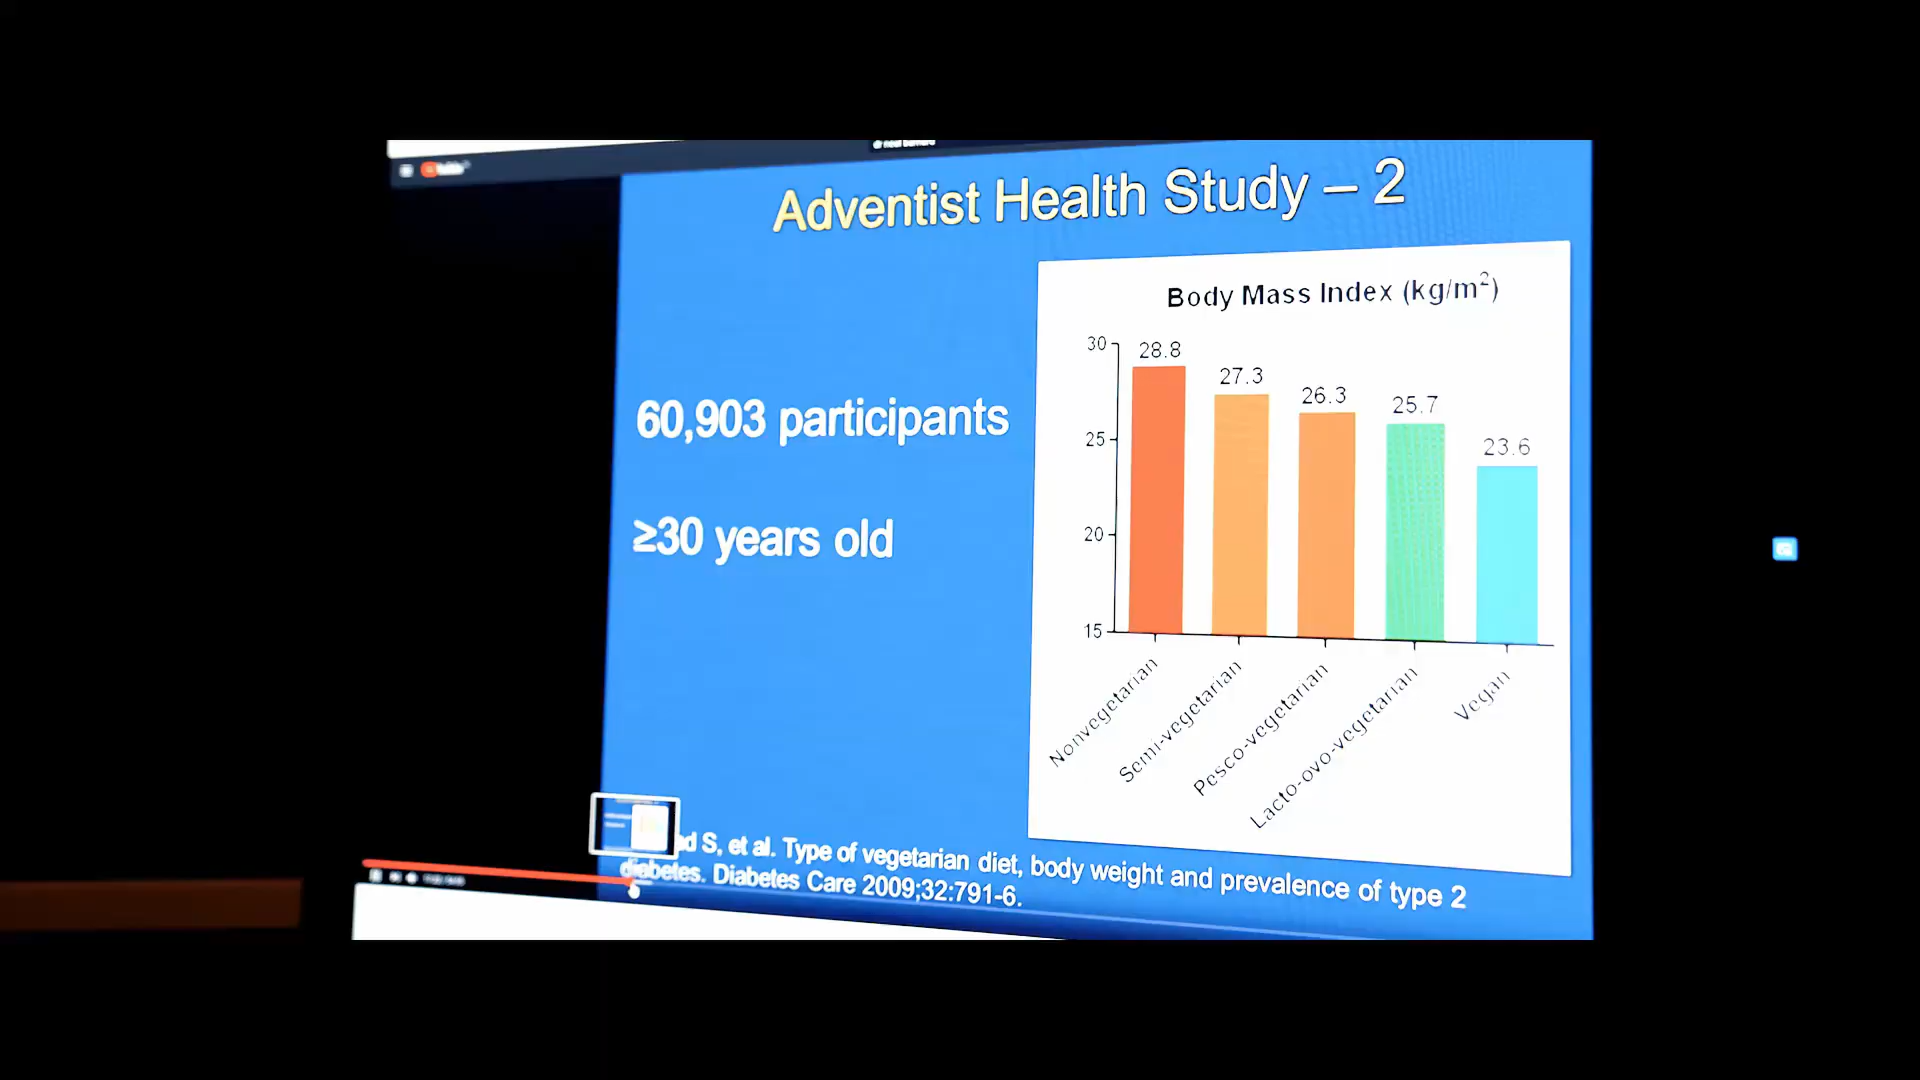 dr neal barnard
Adventist Health Study – 2
60,903 participants
≥30 years old
Body Mass Index (kg/m²)
30
25
20
15
28.8
27.3
26.3
25.7
23.6
Nonvegetarian
Semi-vegetarian
Pesco-vegetarian
Lacto-ovo-vegetarian
Vegan
S, et al. Type of vegetarian diet, body weight and prevalence of type 2
diabetes. Diabetes Care 2009;32:791-6.